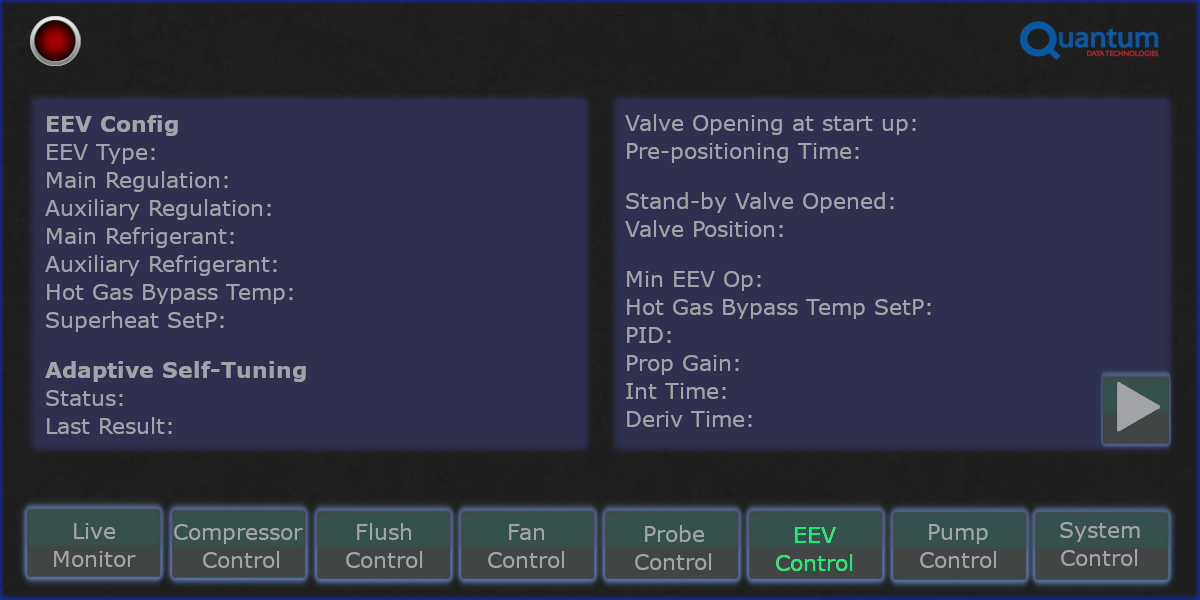 Quantum
DATA TECHNOLOGIES
EEV Config
EEV Type:
Main Regulation:
Auxiliary Regulation:
Main Refrigerant:
Auxiliary Refrigerant:
Hot Gas Bypass Temp:
Superheat SetP:
Adaptive Self-Tuning
Status:
Last Result:
Valve Opening at start up:
Pre-positioning Time:
Stand-by Valve Opened:
Valve Position:
Min EEV Op:
Hot Gas Bypass Temp SetP:
PID:
Prop Gain:
Int Time:
Deriv Time:
Live
Monitor
Compressor
Control
Flush
Control
Fan
Control
Probe
Control
EEV
Control
Pump
Control
System
Control